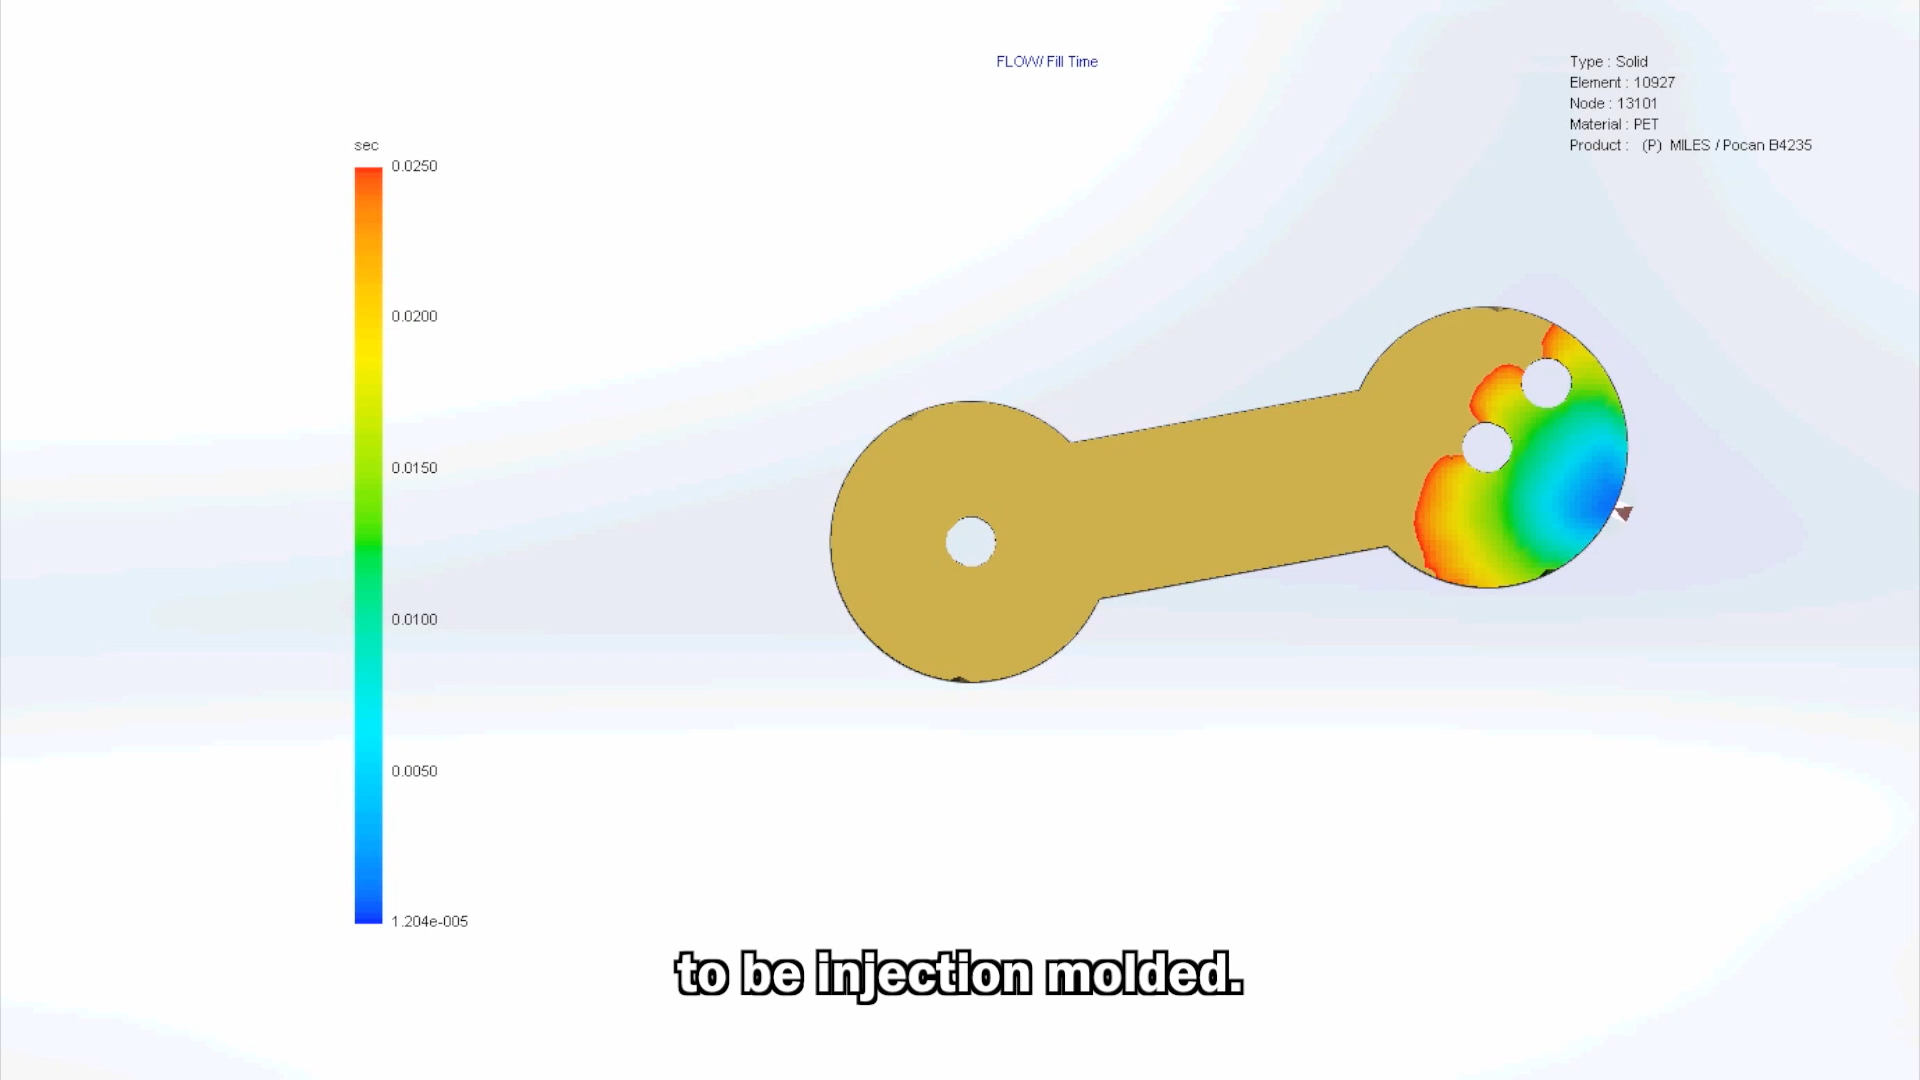 FLOW/ Fill Time
Type : Solid
Element : 10927
Node : 13101
Material : PET
Product : (P) MILES / Pocan B4235
sec
0.0250
0.0200
0.0150
0.0100
0.0050
1.204e-005
to be injection molded.